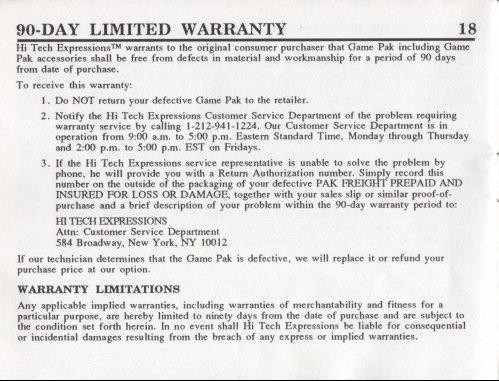 90-DAY LIMITED WARRANTY 18
Hi Tech Expressions™ warrants to the original consumer purchaser that Game Pak including Game
Pak accessories shall be free from defects in material and workmanship for a period of 90 days
from date of purchase.
To receive this warranty:
1. Do NOT return your defective Game Pak to the retailer.
2. Notify the Hi Tech Expressions Customer Service Department of the problem requiring
warranty service by calling 1-212-941-1224. Our Customer Service Department is in
operation from 9:00 a.m. to 5:00 p.m. Eastern Standard Time, Monday through Thursday
and 2:00 p.m. to 5:00 p.m. EST on Fridays.
3. If the Hi Tech Expressions service representative is unable to solve the problem by
phone, he will provide you with a Return Authorization number. Simply record this
number on the outside of the packaging of your defective PAK FREIGHT PREPAID AND
INSURED FOR LOSS OR DAMAGE, together with your sales slip or similar proof-of-
purchase and a brief description of your problem within the 90-day warranty period to:
HI TECH EXPRESSIONS
Attn: Customer Service Department
584 Broadway, New York, NY 10012
If our technician determines that the Game Pak is defective, we will replace it or refund your
purchase price at our option.
WARRANTY LIMITATIONS
Any applicable implied warranties, including warranties of merchantability and fitness for a
particular purpose, are hereby limited to ninety days from the date of purchase and are subject to
the condition set forth herein. In no event shall Hi Tech Expressions be liable for consequential
or incidental damages resulting from the breach of any express or implied warranties.